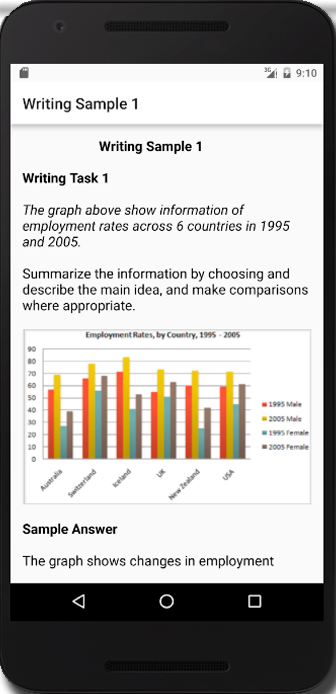 3G 9:10
Writing Sample 1
Writing Sample 1
Writing Task 1
The graph above show information of
employment rates across 6 countries in 1995
and 2005.
Summarize the information by choosing and
describe the main idea, and make comparisons
where appropriate.
Employment Rates, by Country, 1995 - 2005
90
80
70
60
50
40
30
20
10
0
Australia
Switzerland
Iceland
UK
New Zealand
USA
1995 Male
2005 Male
1995 Female
2005 Female
Sample Answer
The graph shows changes in employment